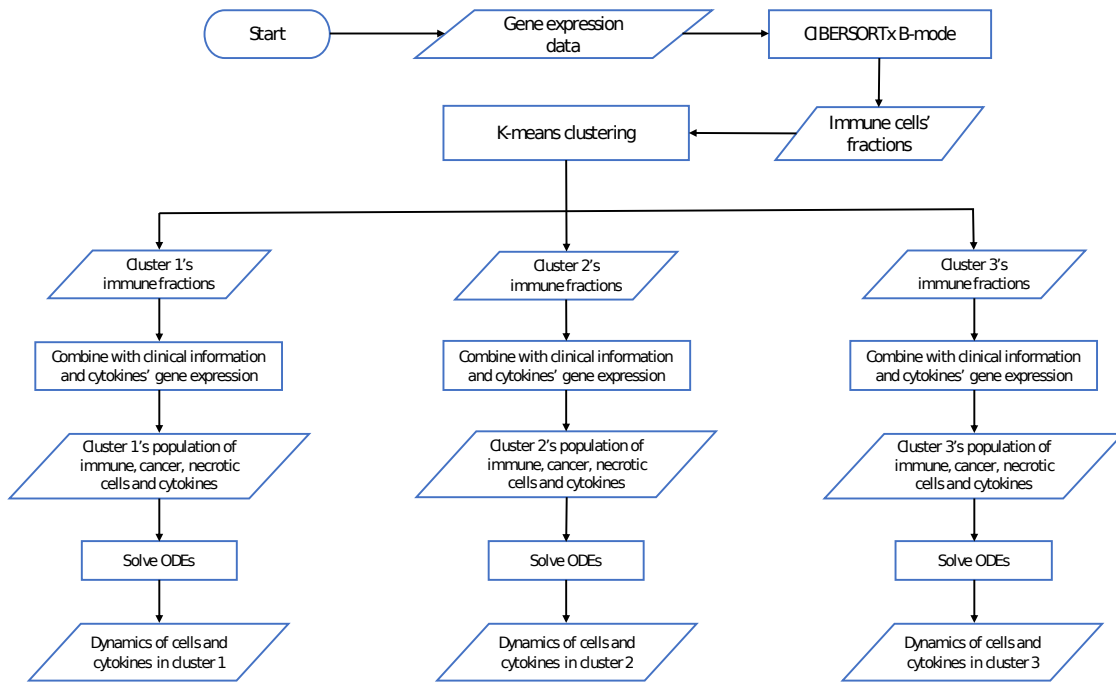 Start
Gene expression
data
CIBERSORTx B-mode
Immune cells'
fractions
K-means clustering
Cluster 1's
immune fractions
Cluster 2's
immune fractions
Cluster 3's
immune fractions
Combine with clinical information
and cytokines' gene expression
Combine with clinical information
and cytokines' gene expression
Combine with clinical information
and cytokines' gene expression
Cluster 1's population of
immune, cancer, necrotic
cells and cytokines
Cluster 2's population of
immune, cancer, necrotic
cells and cytokines
Cluster 3's population of
immune, cancer, necrotic
cells and cytokines
Solve ODEs
Solve ODEs
Solve ODEs
Dynamics of cells and
cytokines in cluster 1
Dynamics of cells and
cytokines in cluster 2
Dynamics of cells and
cytokines in cluster 3